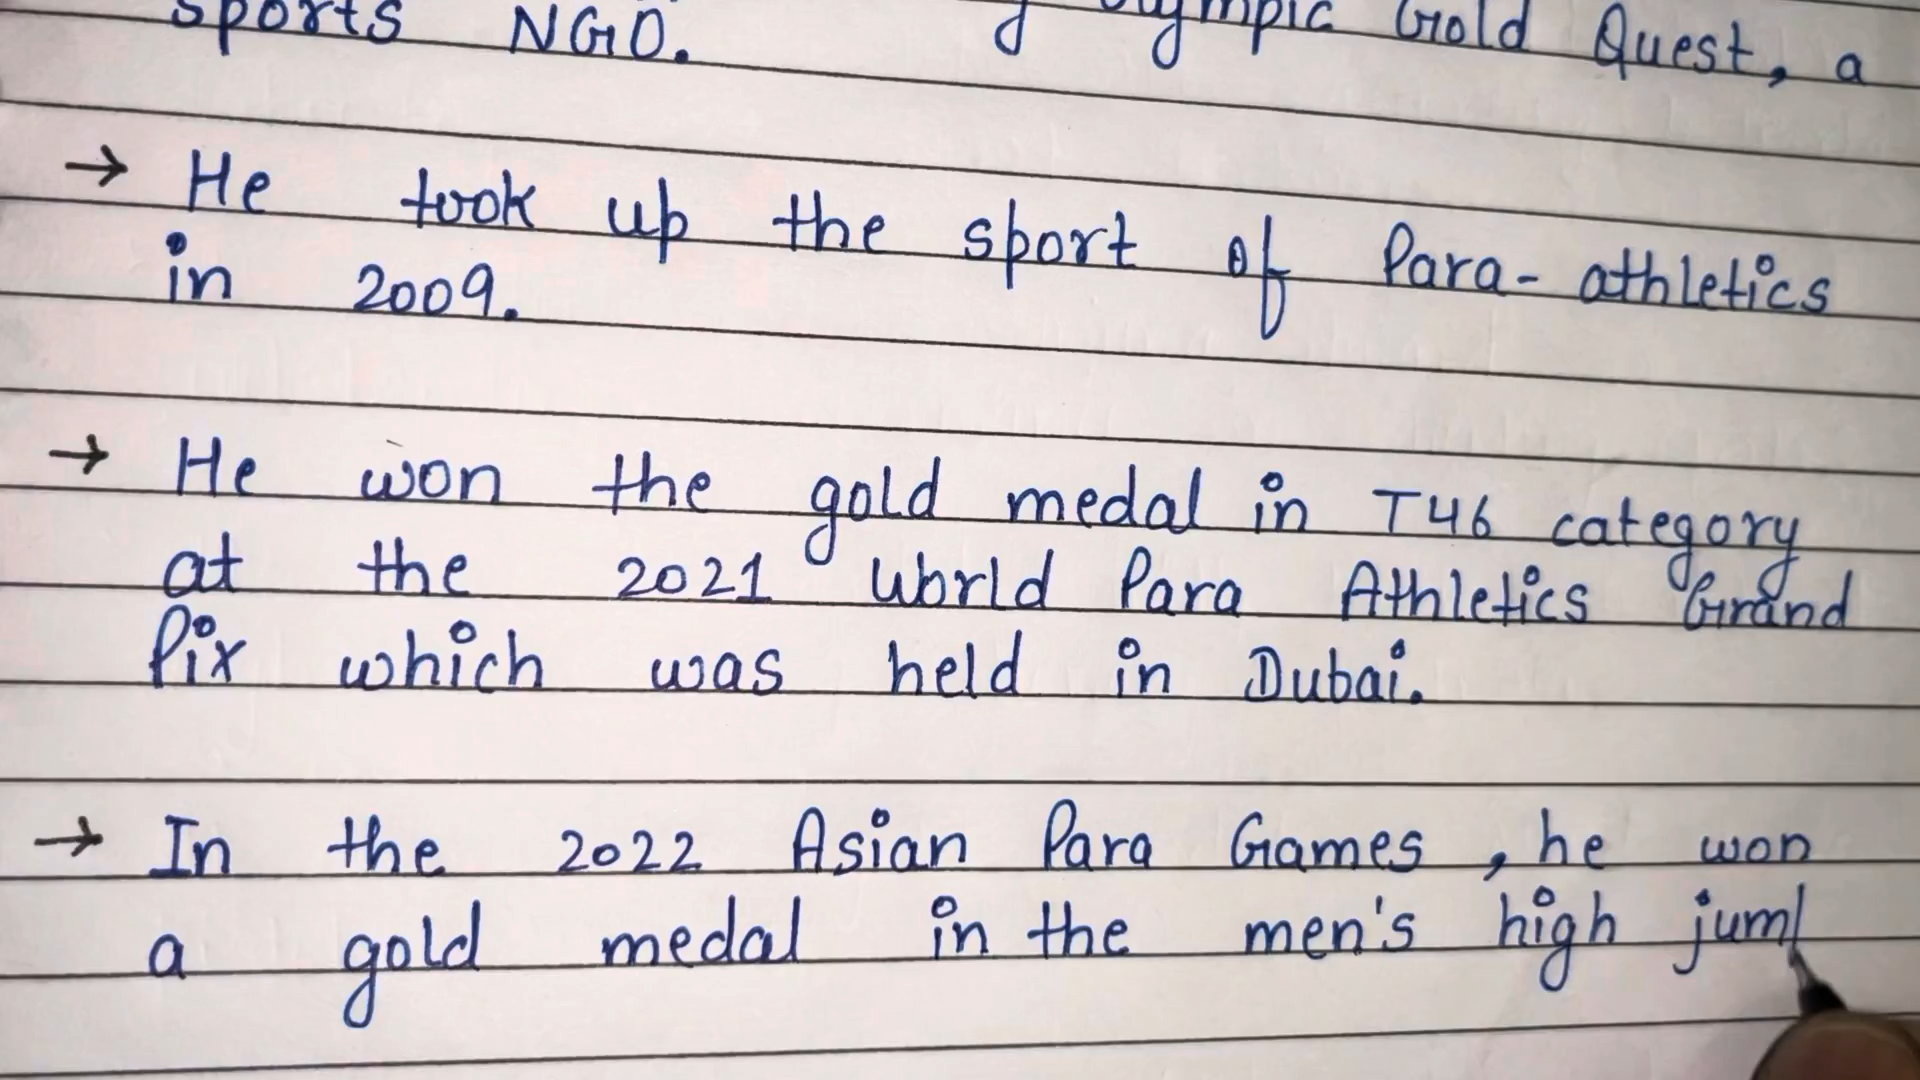 Olympic Gold Quest, a
sports NGO.
→ He took up the sport of Para-athletics
in 2009.
→ He won the gold medal in T46 category
at the 2021 World Para Athletics Grand
Pix which was held in Dubai.
→ In the 2022 Asian Para Games, he won
a gold medal in the men's high jum